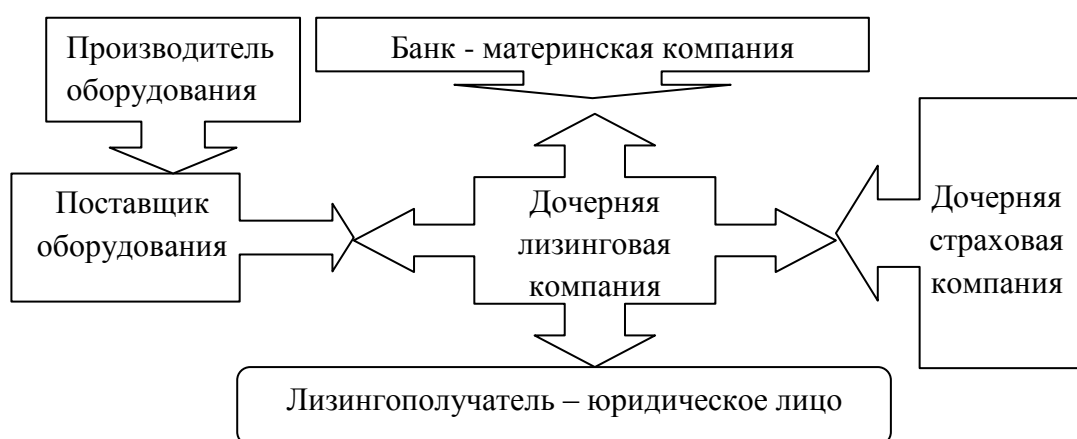 Производитель
оборудования
Банк - материнская компания
Поставщик
оборудования
Дочерняя
лизинговая
компания
Дочерняя
страховая
компания
Лизингополучатель – юридическое лицо